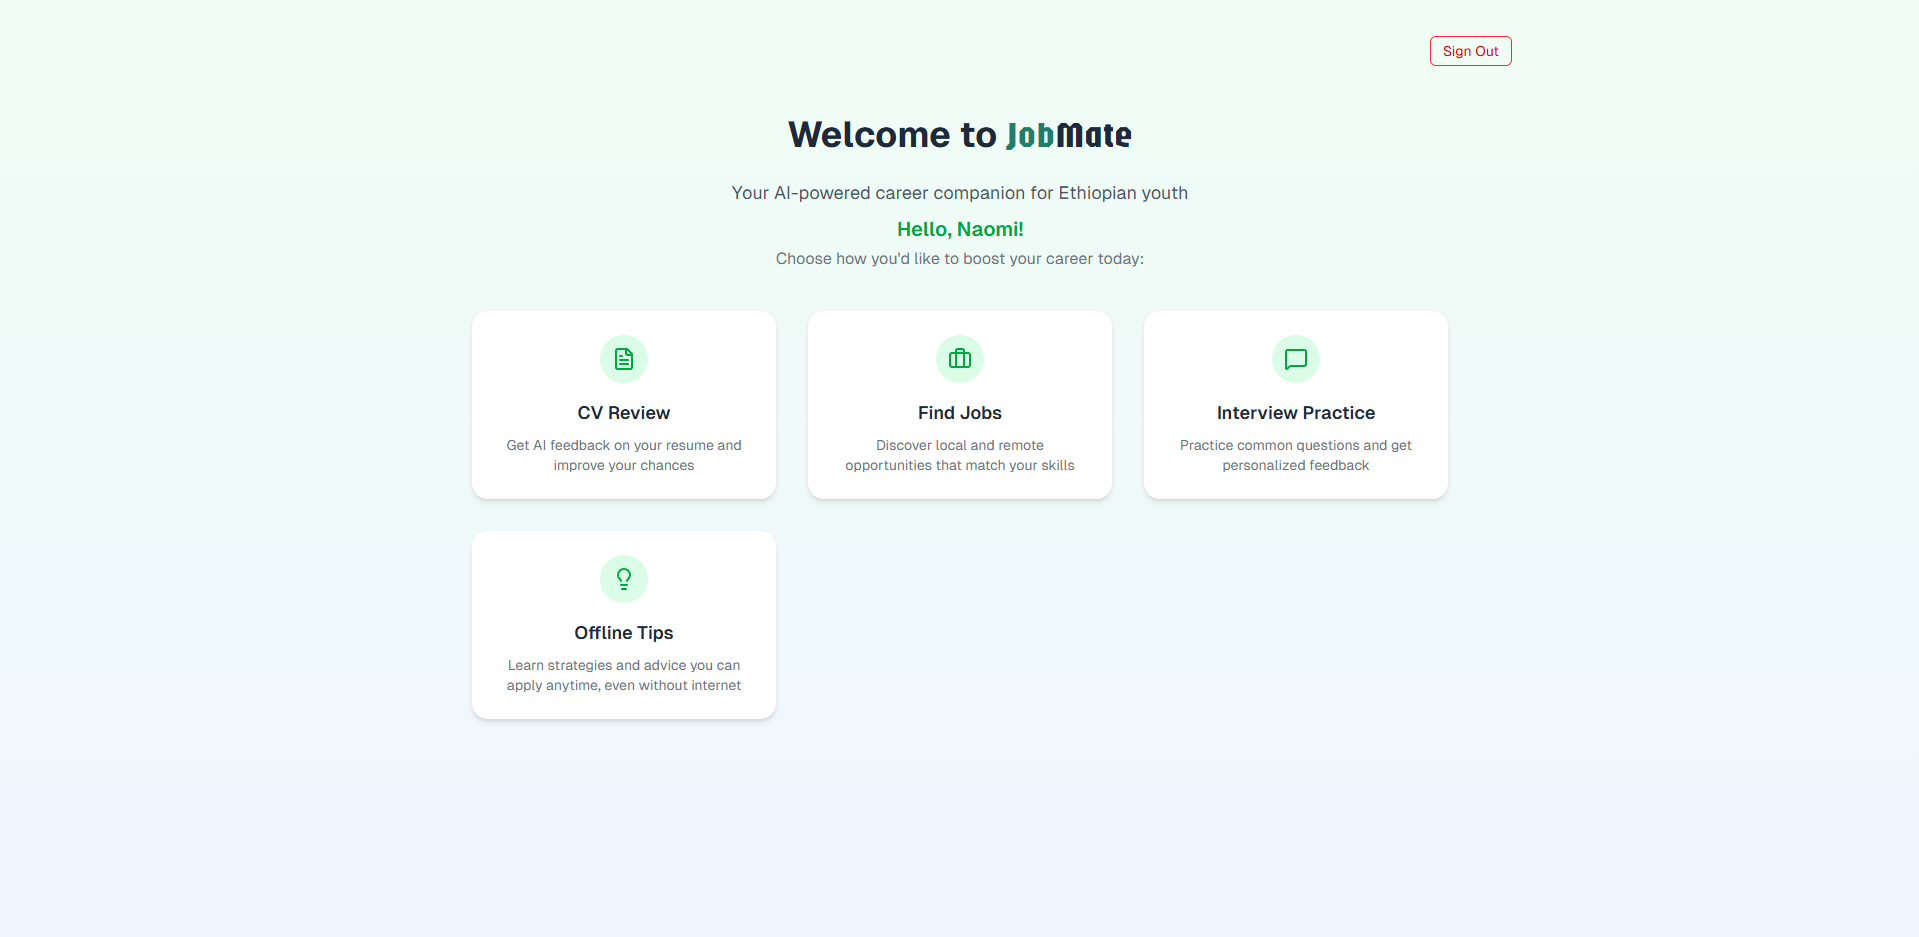 Sign Out
Welcome to JobMate
Your AI-powered career companion for Ethiopian youth
Hello, Naomi!
Choose how you'd like to boost your career today:
CV Review
Get AI feedback on your resume and
improve your chances
Find Jobs
Discover local and remote
opportunities that match your skills
Interview Practice
Practice common questions and get
personalized feedback
Offline Tips
Learn strategies and advice you can
apply anytime, even without internet